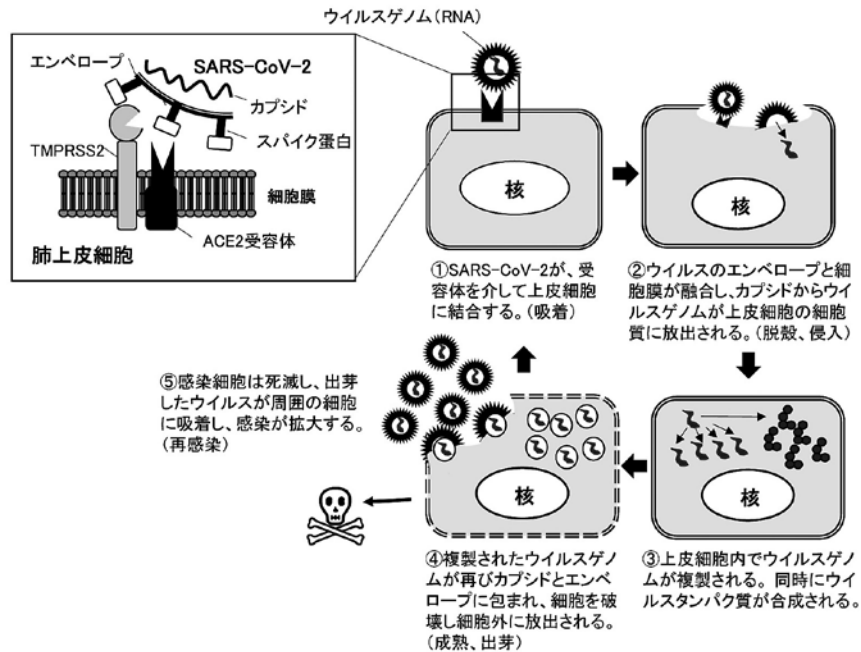 ウイルスゲノム(RNA)
エンベロープ
SARS-CoV-2
カプシド
スパイク蛋白
TMPRSS2
細胞膜
ACE2受容体
肺上皮細胞
核
①SARS-CoV-2が、受
容体を介して上皮細胞
に結合する。(吸着)
核
②ウイルスのエンベロープと細
胞膜が融合し、カプシドからウイ
ルスゲノムが上皮細胞の細胞
質に放出される。(脱殻、侵入)
核
③上皮細胞内でウイルスゲノ
ムが複製される。同時にウイ
ルスタンパク質が合成される。
核
④複製されたウイルスゲノ
ムが再びカプシドとエンベ
ロープに包まれ、細胞を破
壊し細胞外に放出される。
(成熟、出芽)
⑤感染細胞は死滅し、出芽
したウイルスが周囲の細胞
に吸着し、感染が拡大する。
(再感染)